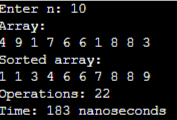 Enter n: 10
Array:
4 9 1 7 6 6 1 8 8 3
Sorted array:
1 1 3 4 6 6 7 8 8 9
Operations: 22
Time: 183 nanoseconds